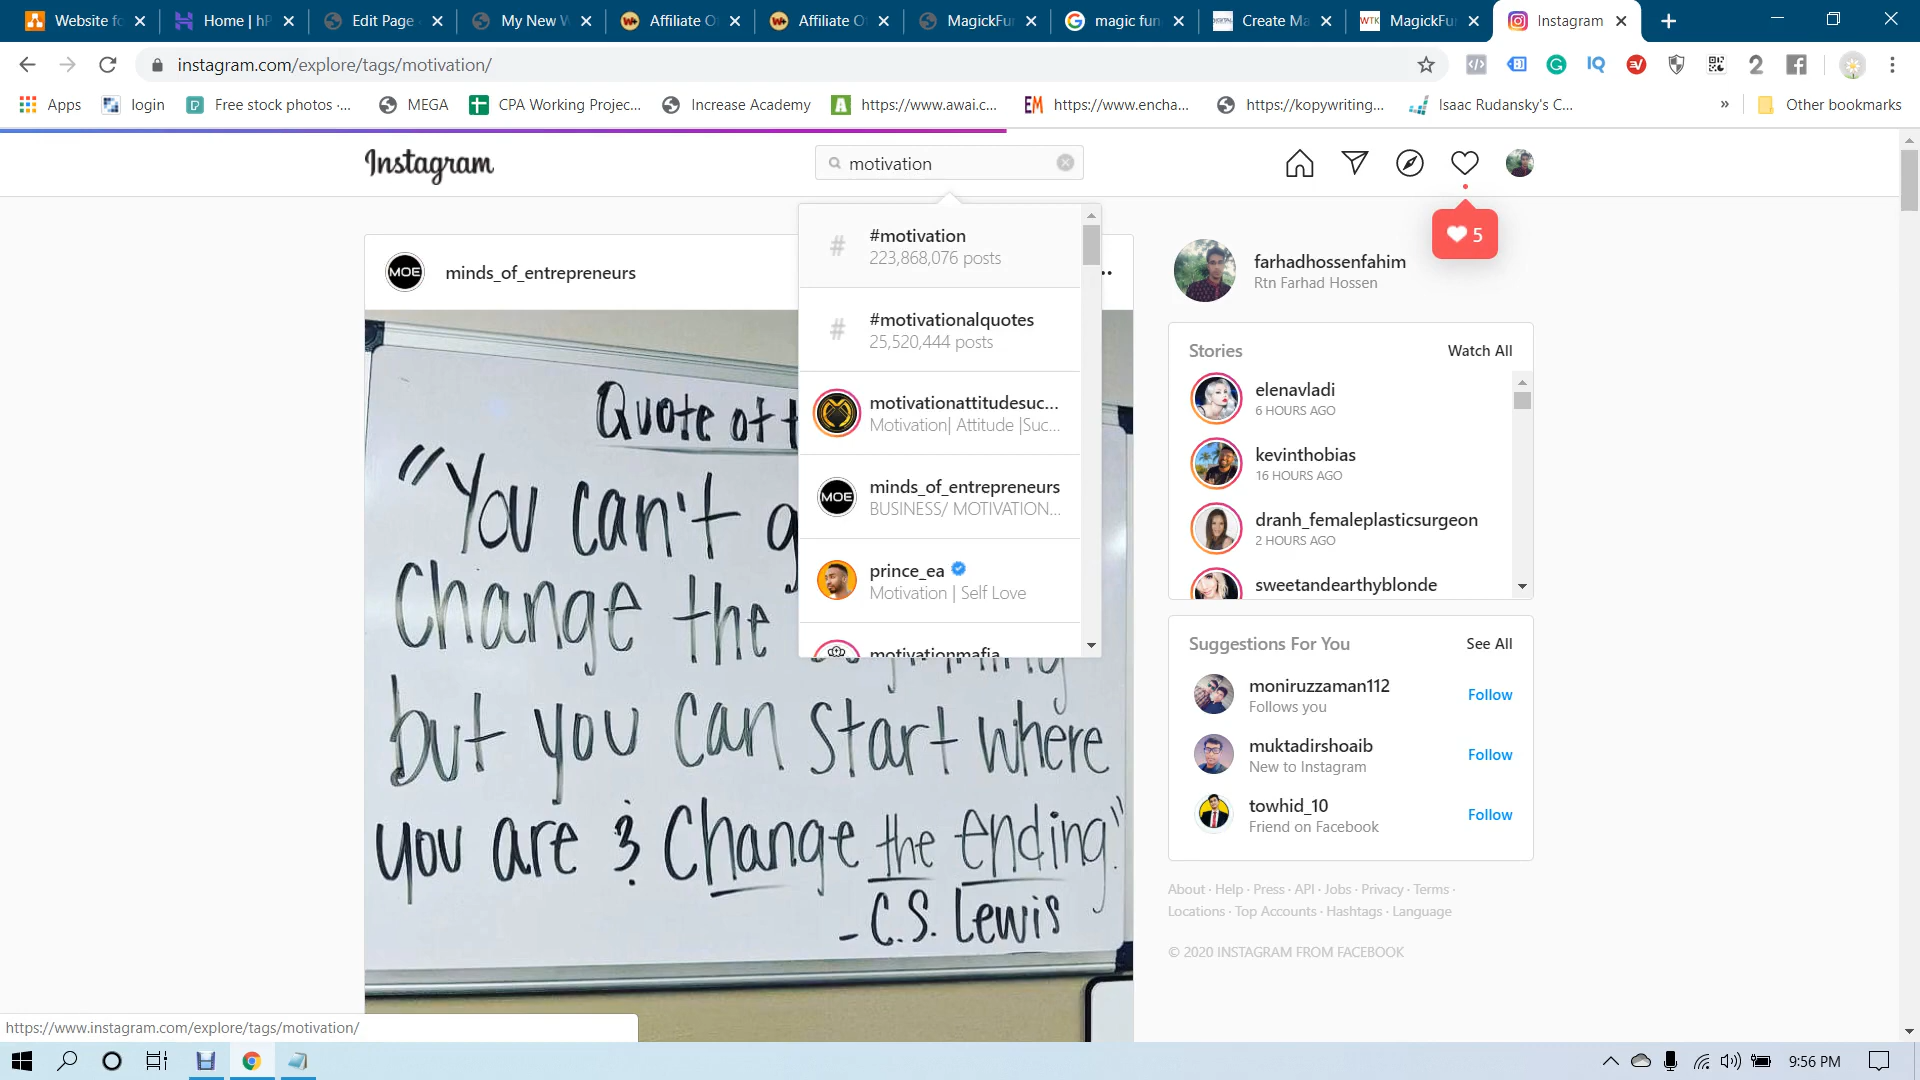 Website fo
Home | hP
Edit Page
My New W
Affiliate O
Affiliate O
MagickFu
magic fun
Create Ma
MagickFu
Instagram
instagram.com/explore/tags/motivation/
Apps
login
Free stock photos -...
MEGA
CPA Working Projec...
Increase Academy
https://www.awai.c...
https://www.encha...
https://kopywriting...
Isaac Rudansky's C...
» Other bookmarks
Instagram
motivation
5
MOE minds_of_entrepreneurs
#motivation
223,868,076 posts
#motivationalquotes
25,520,444 posts
motivationattitudesuc...
Motivation| Attitude |Suc...
MOE minds_of_entrepreneurs
BUSINESS/ MOTIVATION...
prince_ea
Motivation | Self Love
motivationmafia
Quote of t
"You can't g
Change the
but you can start where
you are & Change the ending."
- C.S. Lewis
farhadhossenfahim
Rtn Farhad Hossen
Stories Watch All
elenavladi
6 HOURS AGO
kevinthobias
16 HOURS AGO
dranh_femaleplasticsurgeon
2 HOURS AGO
sweetandearthyblonde
Suggestions For You See All
moniruzzaman112
Follows you
Follow
muktadirshoaib
New to Instagram
Follow
towhid_10
Friend on Facebook
Follow
About · Help · Press · API · Jobs · Privacy · Terms ·
Locations · Top Accounts · Hashtags · Language
© 2020 INSTAGRAM FROM FACEBOOK
https://www.instagram.com/explore/tags/motivation/
9:56 PM